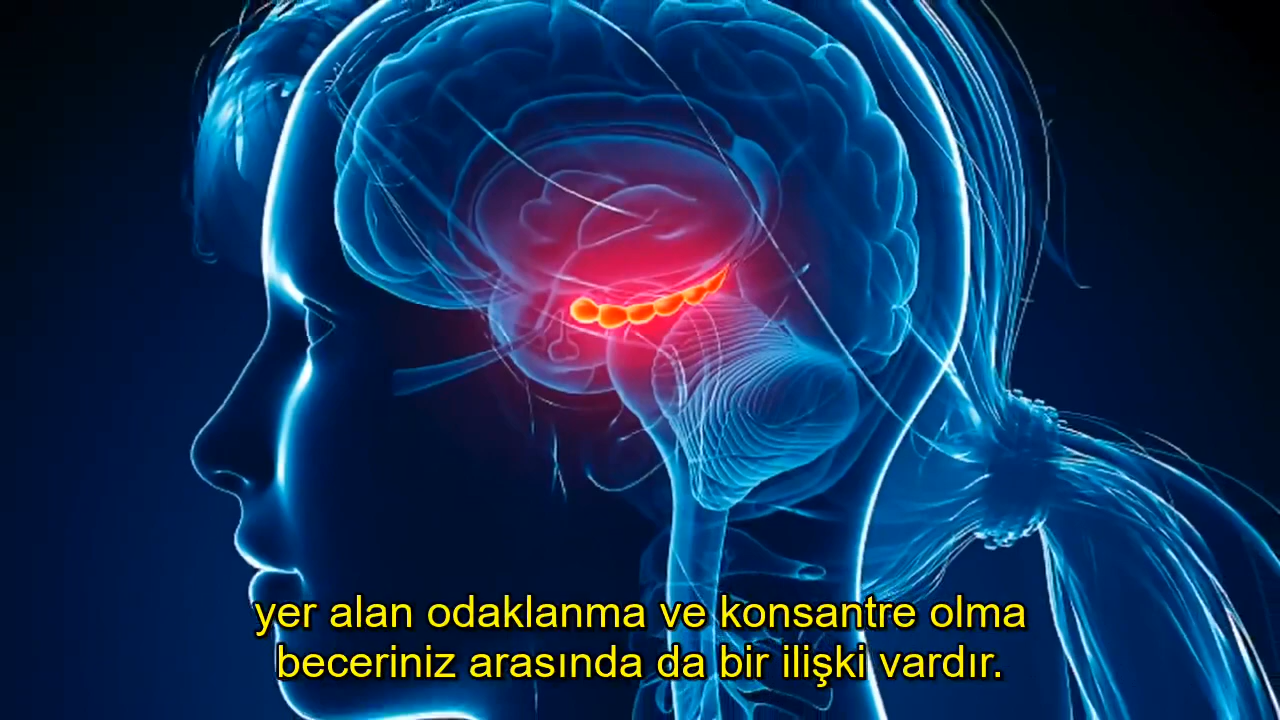 yer alan odaklanma ve konsantre olma
beceriniz arasında da bir ilişki vardır.